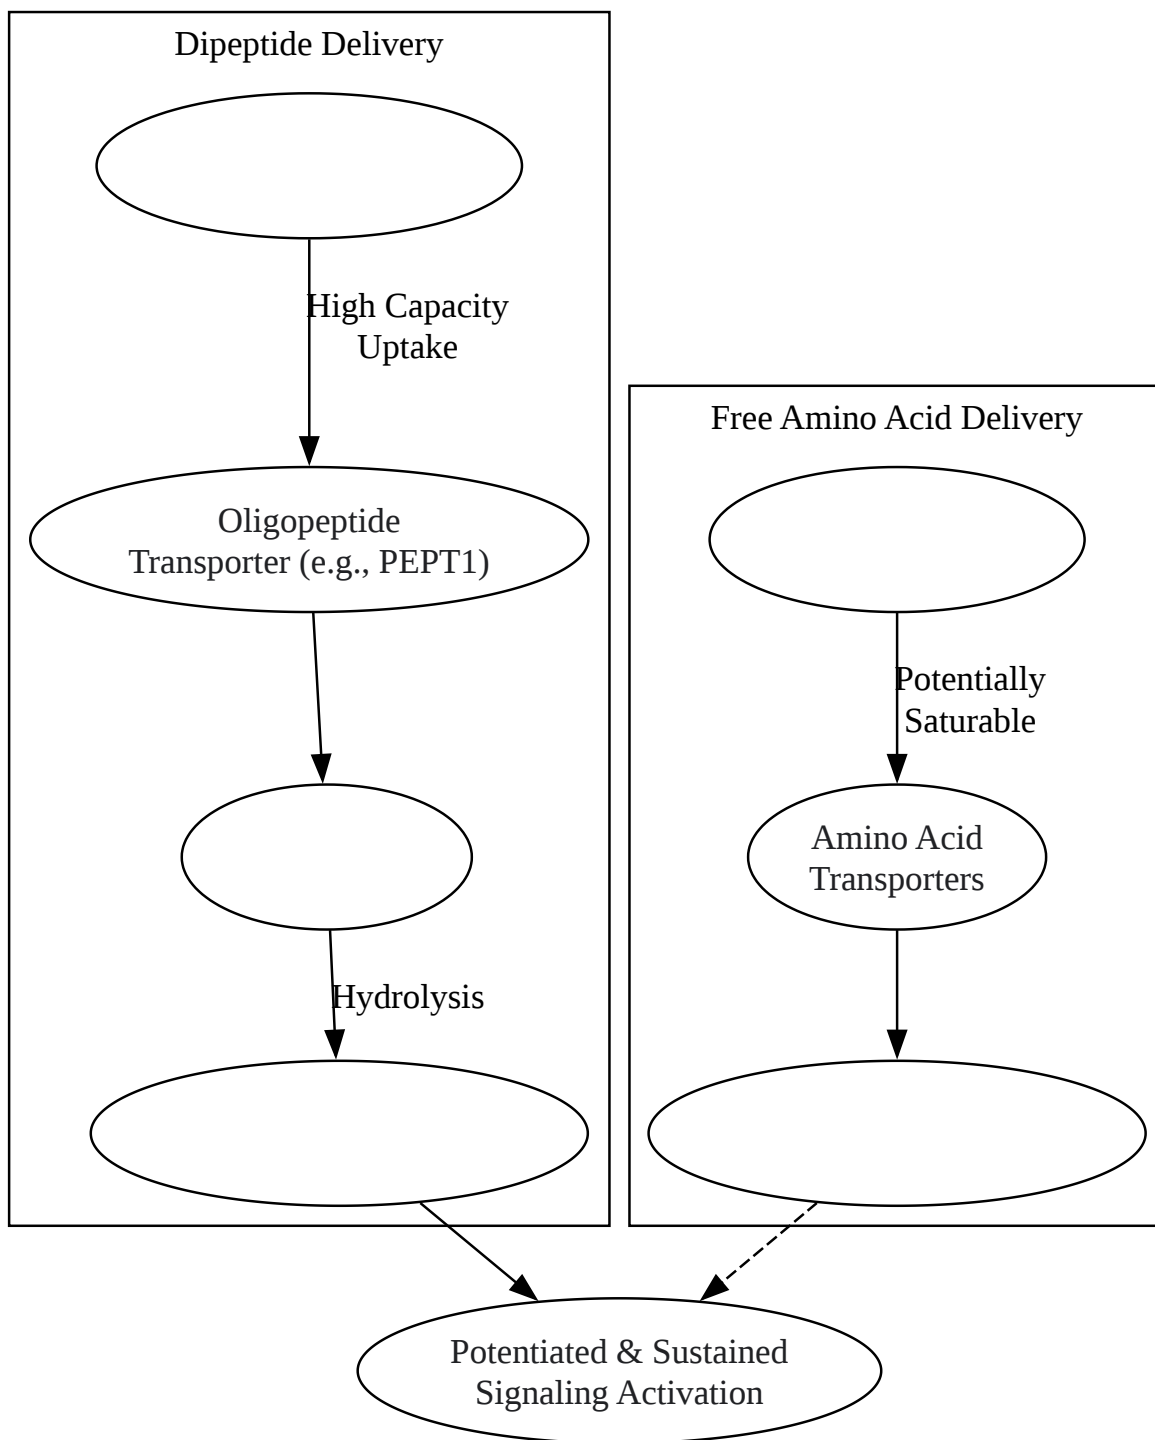 Dipeptide Delivery
High Capacity
Uptake
Oligopeptide
Transporter (e.g., PEPT1)
Hydrolysis
Free Amino Acid Delivery
Potentially
Saturable
Amino Acid
Transporters
Potentiated & Sustained
Signaling Activation